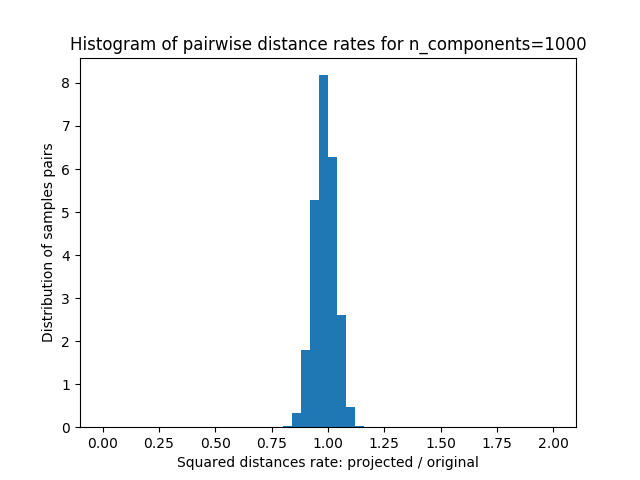 Histogram of pairwise distance rates for n_components=1000
Distribution of samples pairs
8
7
6
5
4
3
2
1
0
0.00 0.25 0.50 0.75 1.00 1.25 1.50 1.75 2.00
Squared distances rate: projected / original